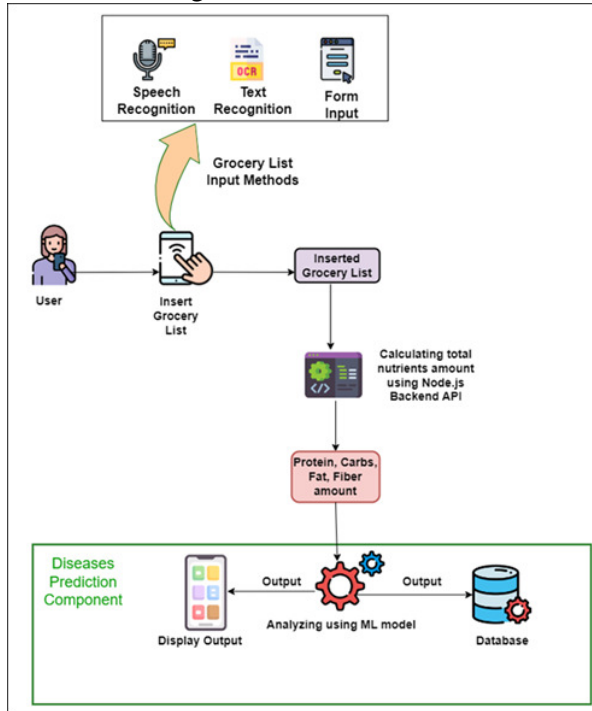 Speech
Recognition
OCR
Text
Recognition
Form
Input
Grocery List
Input Methods
User
Insert
Grocery
List
Inserted
Grocery List
</>
Calculating total
nutrients amount
using Node.js
Backend API
Protein, Carbs,
Fat, Fiber
amount
Diseases
Prediction
Component
Output
Output
Display Output
Analyzing using ML model
Database